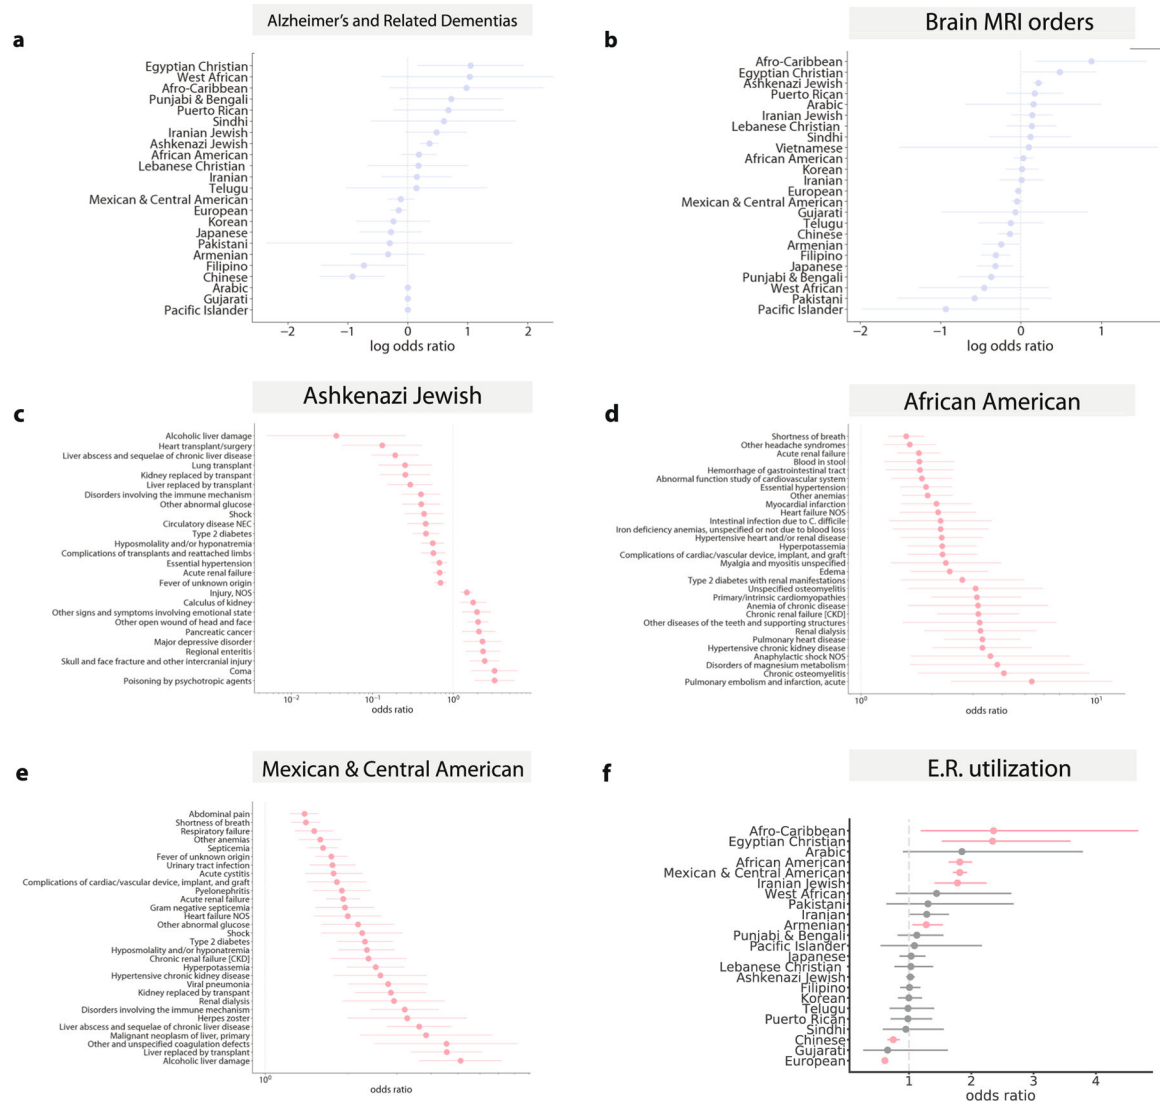 a
Alzheimer's and Related Dementias
Egyptian Christian
West African
Afro-Caribbean
Punjabi & Bengali
Puerto Rican
Sindhi
Iranian Jewish
Ashkenazi Jewish
African American
Lebanese Christian
Iranian
Telugu
Mexican & Central American
European
Korean
Japanese
Pakistani
Armenian
Filipino
Chinese
Arabic
Gujarati
Pacific Islander
−2 −1 0 1 2
log odds ratio
b
Brain MRI orders
Afro-Caribbean
Egyptian Christian
Ashkenazi Jewish
Puerto Rican
Arabic
Iranian Jewish
Lebanese Christian
Sindhi
Vietnamese
African American
Korean
Iranian
European
Mexican & Central American
Gujarati
Telugu
Chinese
Armenian
Filipino
Japanese
Punjabi & Bengali
West African
Pakistani
Pacific Islander
−2 −1 0 1
log odds ratio
c
Ashkenazi Jewish
Alcoholic liver damage
Heart transplant/surgery
Liver abscess and sequelae of chronic liver disease
Lung transplant
Kidney replaced by transpant
Liver replaced by transplant
Disorders involving the immune mechanism
Other abnormal glucose
Shock
Circulatory disease NEC
Type 2 diabetes
Hyposmolality and/or hyponatremia
Complications of transplants and reattached limbs
Essential hypertension
Acute renal failure
Fever of unknown origin
Injury, NOS
Calculus of kidney
Other signs and symptoms involving emotional state
Other open wound of head and face
Pancreatic cancer
Major depressive disorder
Regional enteritis
Skull and face fracture and other intercranial injury
Coma
Poisoning by psychotropic agents
10⁻² 10⁻¹ 10⁰
odds ratio
d
African American
Shortness of breath
Other headache syndromes
Acute renal failure
Blood in stool
Hemorrhage of gastrointestinal tract
Abnormal function study of cardiovascular system
Essential hypertension
Other anemias
Myocardial infarction
Heart failure NOS
Intestinal infection due to C. difficile
Iron deficiency anemias, unspecified or not due to blood loss
Hypertensive heart and/or renal disease
Hyperpotassemia
Complications of cardiac/vascular device, implant, and graft
Myalgia and myositis unspecified
Edema
Type 2 diabetes with renal manifestations
Unspecified osteomyelitis
Primary/intrinsic cardiomyopathies
Anemia of chronic disease
Chronic renal failure [CKD]
Other diseases of the teeth and supporting structures
Renal dialysis
Pulmonary heart disease
Hypertensive chronic kidney disease
Anaphylactic shock NOS
Disorders of magnesium metabolism
Chronic osteomyelitis
Pulmonary embolism and infarction, acute
10⁰ 10¹
odds ratio
e
Mexican & Central American
Abdominal pain
Shortness of breath
Respiratory failure
Other anemias
Septicemia
Fever of unknown origin
Urinary tract infection
Acute cystitis
Complications of cardiac/vascular device, implant, and graft
Pyelonephritis
Acute renal failure
Gram negative septicemia
Heart failure NOS
Other abnormal glucose
Shock
Type 2 diabetes
Hyposmolality and/or hyponatremia
Chronic renal failure [CKD]
Hyperpotassemia
Hypertensive chronic kidney disease
Viral pneumonia
Kidney replaced by transpant
Renal dialysis
Disorders involving the immune mechanism
Herpes zoster
Liver abscess and sequelae of chronic liver disease
Malignant neoplasm of liver, primary
Other and unspecified coagulation defects
Liver replaced by transplant
Alcoholic liver damage
10⁰
odds ratio
f
E.R. utilization
Afro-Caribbean
Egyptian Christian
Arabic
African American
Mexican & Central American
Iranian Jewish
West African
Pakistani
Iranian
Armenian
Punjabi & Bengali
Pacific Islander
Japanese
Lebanese Christian
Ashkenazi Jewish
Filipino
Korean
Telugu
Puerto Rican
Sindhi
Chinese
Gujarati
European
1 2 3 4
odds ratio